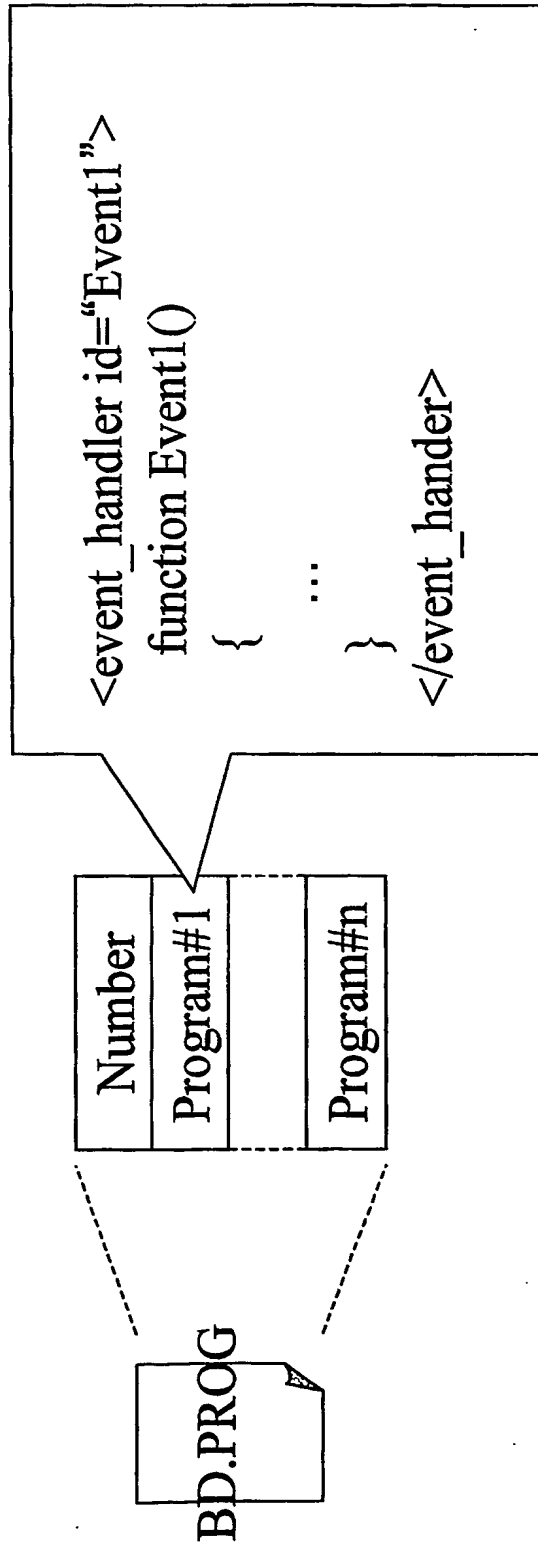 BD.PROG
Number
Program#1
Program#n
<event_handler id=“Event1”>
function Event1()
{
...
}
</event_hander>